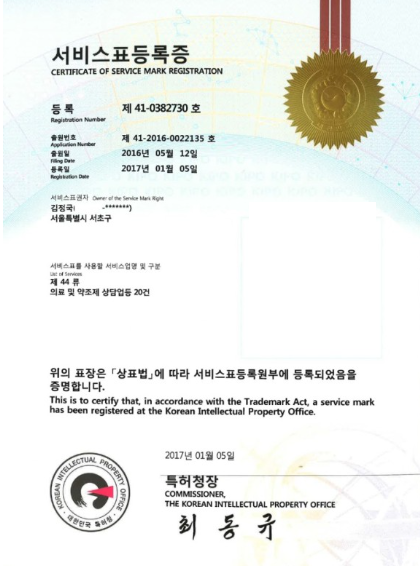 서비스표등록증
CERTIFICATE OF SERVICE MARK REGISTRATION
등 록 제 41-0382730 호
Registration Number
출원번호 제 41-2016-0022135 호
Application Number
출원일 2016년 05월 12일
Filing Date
등록일 2017년 01월 05일
Registration Date
서비스표권자 Owner of the Service Mark Right
김정국( -*******)
서울특별시 서초구
서비스표를 사용할 서비스업명 및 구분
List of Services
제 44 류
의료 및 약조제 상담업등 20건
위의 표장은 「상표법」에 따라 서비스표등록원부에 등록되었음을
증명합니다.
This is to certify that, in accordance with the Trademark Act, a service mark
has been registered at the Korean Intellectual Property Office.
2017년 01월 05일
특허청장
COMMISSIONER,
THE KOREAN INTELLECTUAL PROPERTY OFFICE
최동규
KOREAN INTELLECTUAL PROPERTY OFFICE
대한민국 특허청